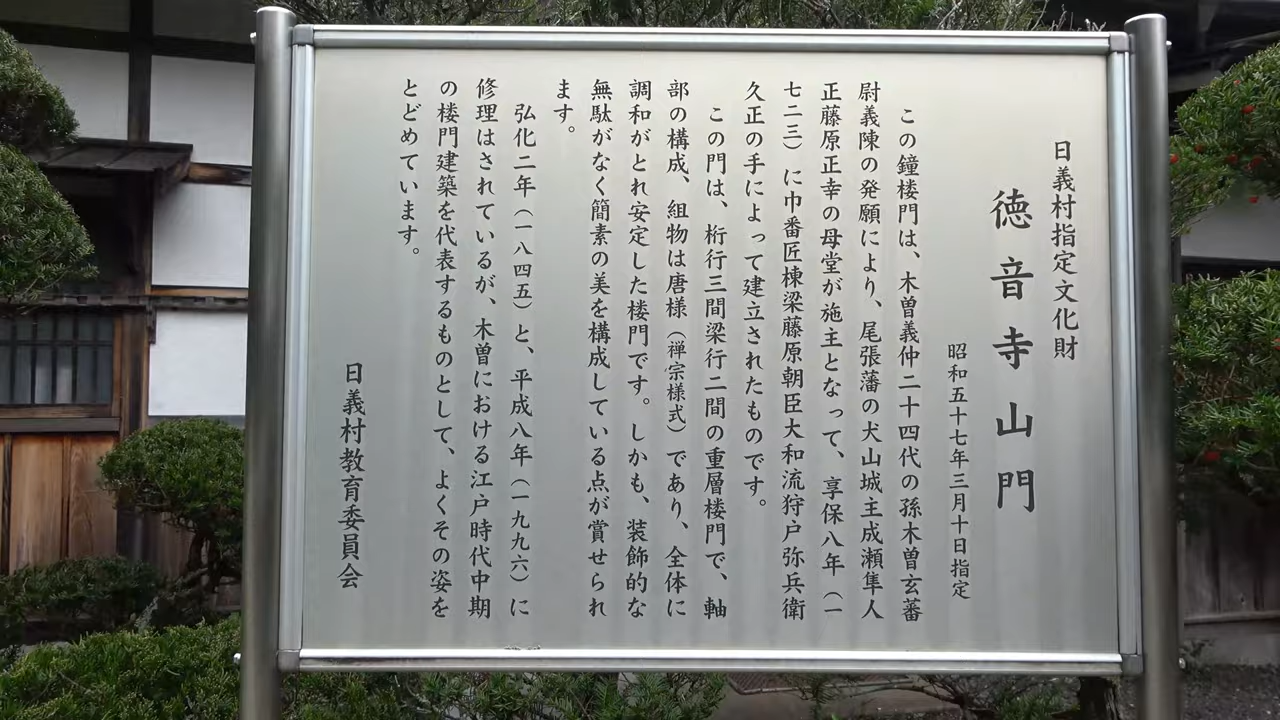 日義村指定文化財
徳音寺山門
昭和五十七年三月十日指定
この鐘楼門は、木曽義仲二十四代の孫木曽玄蕃
尉義陳の発願により、尾張藩の犬山城主成瀬隼人
正藤原正幸の母堂が施主となって、享保八年（一
七二三）に巾番匠棟梁藤原朝臣大和流狩戸弥兵衛
久正の手によって建立されたものです。
この門は、桁行三間梁行二間の重層楼門で、軸
部の構成、組物は唐様（禅宗様式）であり、全体に
調和がとれ安定した楼門です。しかも、装飾的な
無駄がなく簡素の美を構成している点が賞せられ
ます。
弘化二年（一八四五）と、平成八年（一九九六）に
修理はされているが、木曽における江戸時代中期
の楼門建築を代表するものとして、よくその姿を
とどめています。
日義村教育委員会